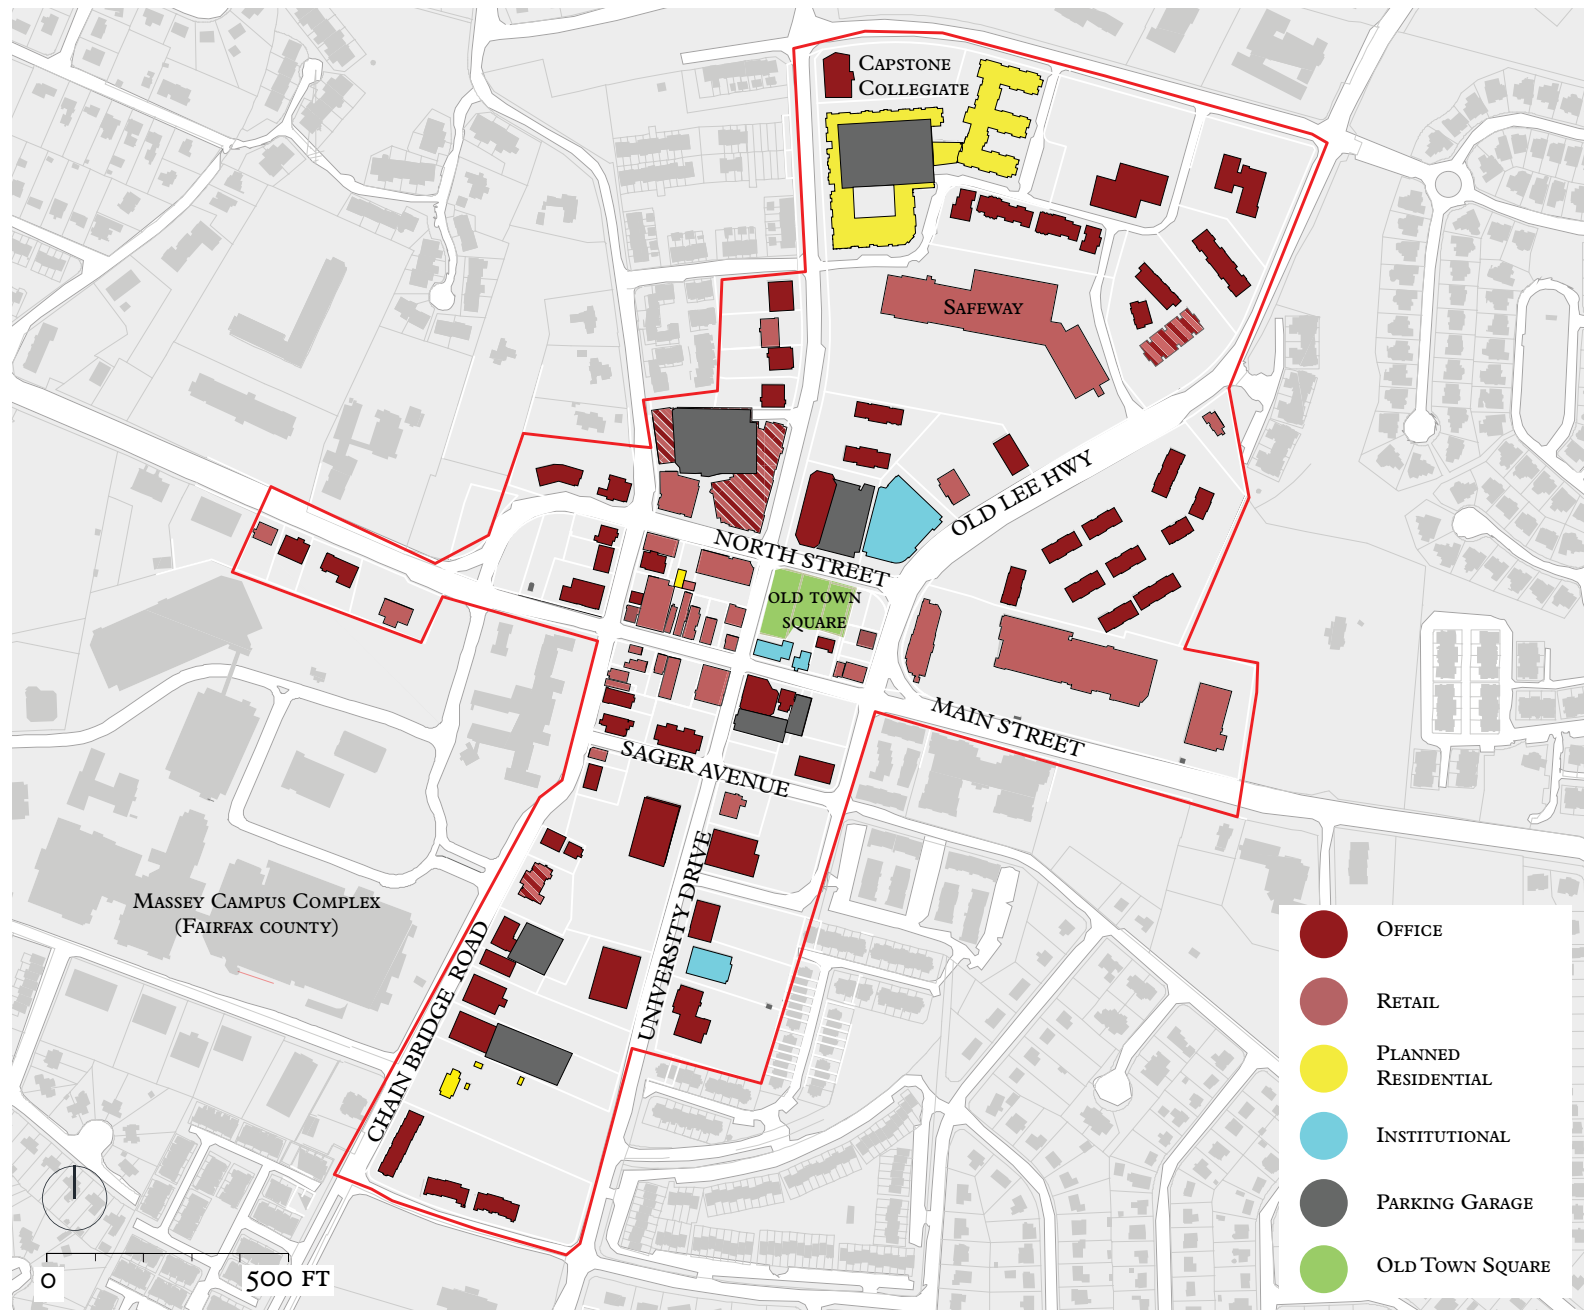 Capstone
Collegiate
Safeway
OLD LEE HWY
NORTH STREET
OLD TOWN
SQUARE
MAIN STREET
SAGER AVENUE
UNIVERSITY DRIVE
CHAIN BRIDGE ROAD
Massey Campus Complex
(Fairfax county)
Office
Retail
Planned
Residential
Institutional
Parking Garage
Old Town Square
0 500 FT